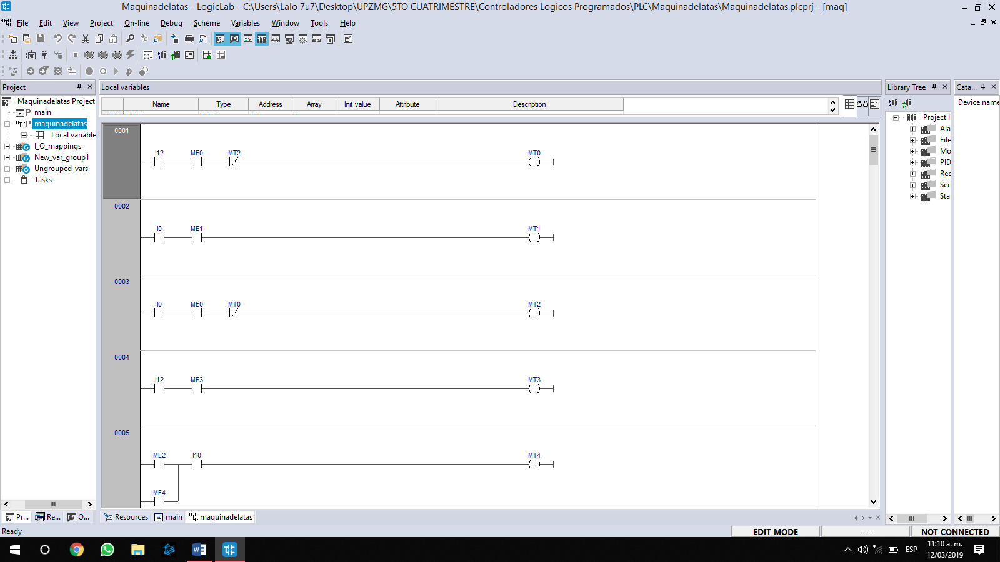 Maquinadelatas - LogicLab - C:\Users\Lalo 7u7\Desktop\UPZMG\5TO CUATRIMESTRE\Controladores Logicos Programados\PLC\Maquinadelatas\Maquinadelatas.plcprj - [maq]
File Edit View Project On-line Debug Scheme Variables Window Tools Help
Project
Maquinadelatas Project
main
maquinadelatas
Local variable
I_O_mappings
New_var_group1
Ungrouped_vars
Tasks
Pr... Re... O...
Local variables
Name Type Address Array Init value Attribute Description
0001
I12 ME0 MT2 MT0
0002
I0 ME1 MT1
0003
I0 ME0 MT0 MT2
0004
I12 ME3 MT3
0005
ME2 I10 MT4
ME4
Resources main maquinadelatas
Library Tree
Project l
Ala
File
Mo
PID
Rec
Ser
Sta
Cata...
Device name
Ready
EDIT MODE ---- NOT CONNECTED
ESP
11:10 a. m.
12/03/2019